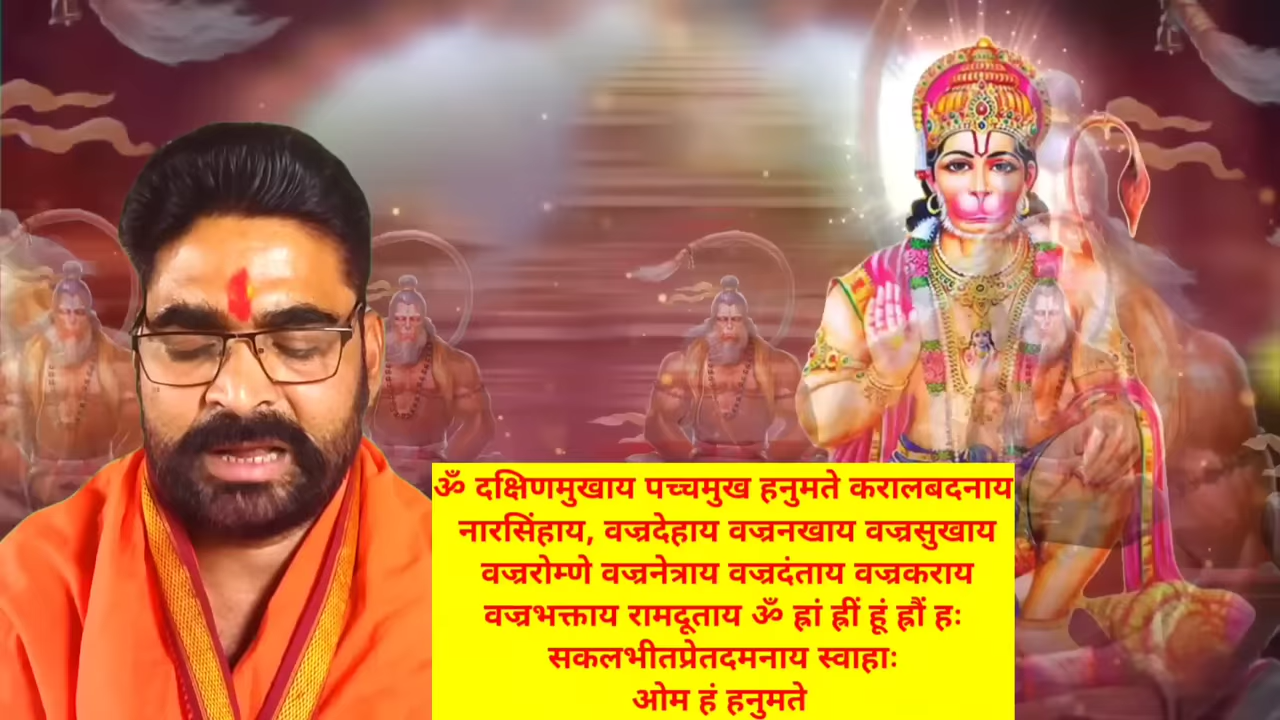 ॐ दक्षिणमुखाय पच्चमुख हनुमते करालबदनाय
नारसिंहाय, वज्रदेहाय वज्रनखाय वज्रसुखाय
वज्ररोम्णे वज्रनेत्राय वज्रदंताय वज्रकराय
वज्रभक्ताय रामदूताय ॐ ह्रां ह्रीं हूं ह्रौं हः
सकलभीतप्रेतदमनाय स्वाहाः
ओम हं हनुमते